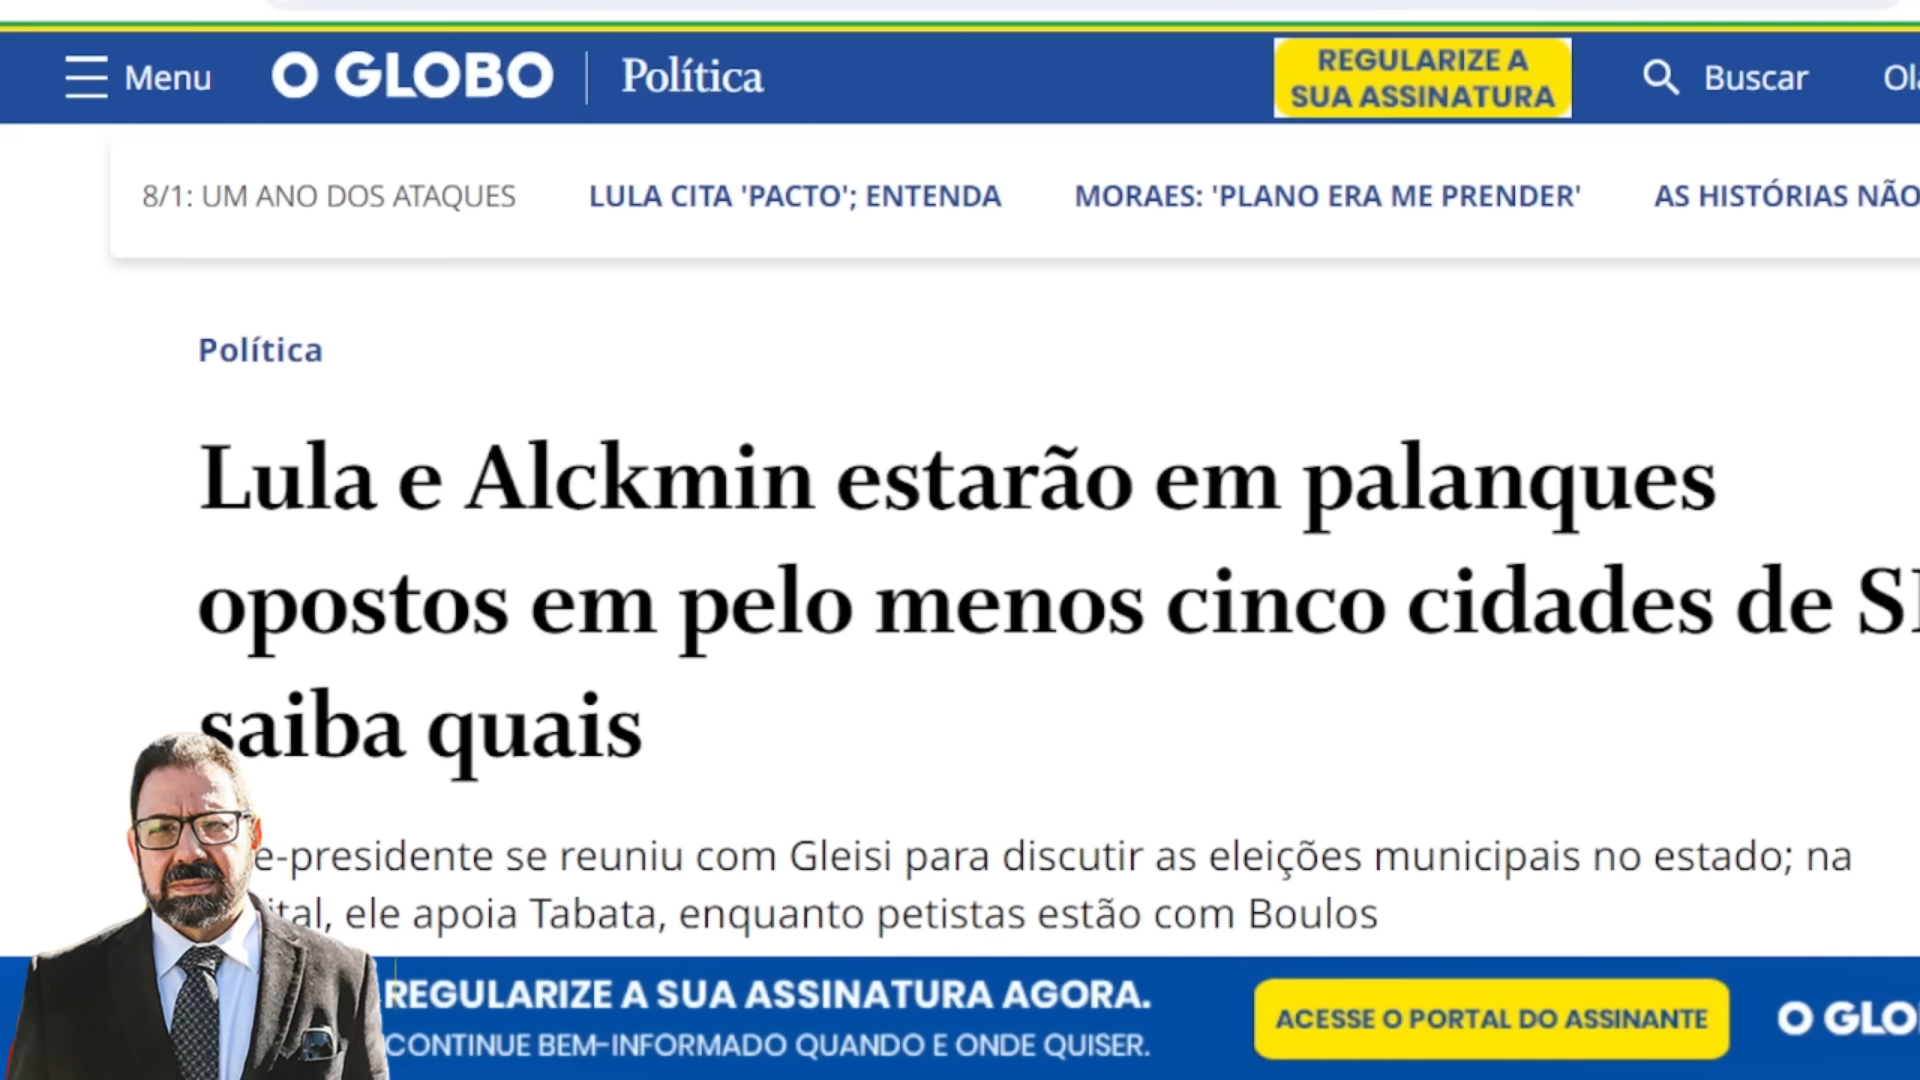 Menu
O GLOBO
Política
REGULARIZE A
SUA ASSINATURA
Buscar
8/1: UM ANO DOS ATAQUES
LULA CITA 'PACTO'; ENTENDA
MORAES: 'PLANO ERA ME PRENDER'
AS HISTÓRIAS NÃO
Política
Lula e Alckmin estarão em palanques
opostos em pelo menos cinco cidades de
saiba quais
e-presidente se reuniu com Gleisi para discutir as eleições municipais no estado; na
ital, ele apoia Tabata, enquanto petistas estão com Boulos
REGULARIZE A SUA ASSINATURA AGORA.
CONTINUE BEM-INFORMADO QUANDO E ONDE QUISER.
ACESSE O PORTAL DO ASSINANTE
O GLO